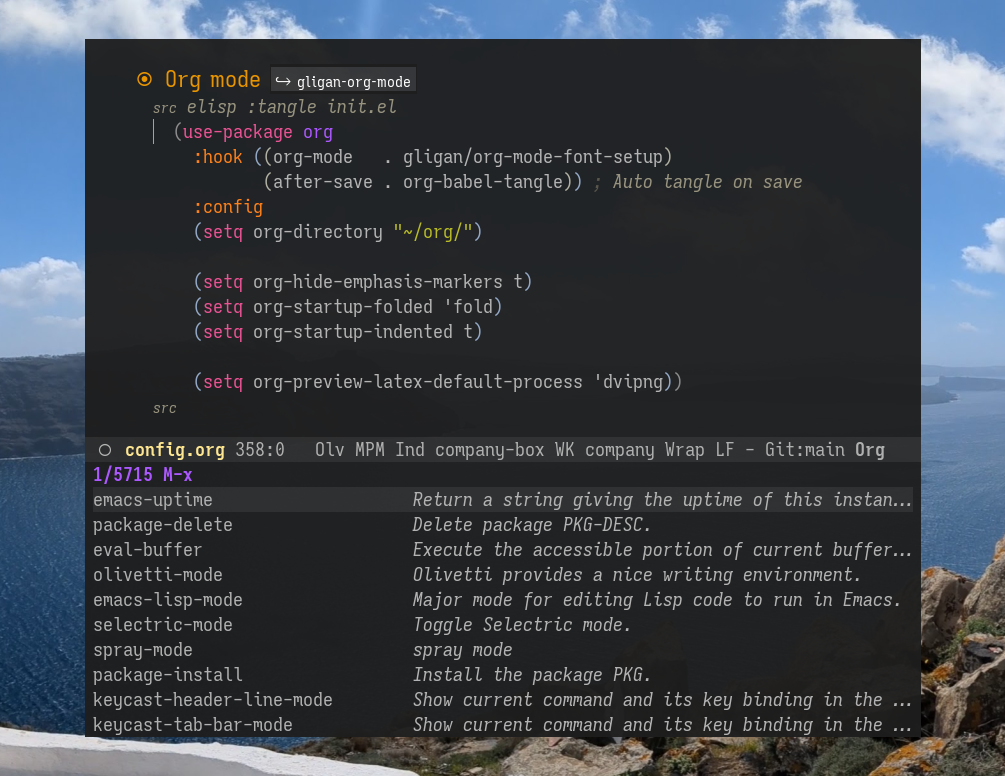 Org mode ↪ gligan-org-mode
src elisp :tangle init.el
(use-package org
:hook ((org-mode . gligan/org-mode-font-setup)
(after-save . org-babel-tangle)) ; Auto tangle on save
:config
(setq org-directory "~/org/")
(setq org-hide-emphasis-markers t)
(setq org-startup-folded 'fold)
(setq org-startup-indented t)
(setq org-preview-latex-default-process 'dvipng))
src
config.org 358:0 Olv MPM Ind company-box WK company Wrap LF - Git:main Org
1/5715 M-x
emacs-uptime Return a string giving the uptime of this instan...
package-delete Delete package PKG-DESC.
eval-buffer Execute the accessible portion of current buffer...
olivetti-mode Olivetti provides a nice writing environment.
emacs-lisp-mode Major mode for editing Lisp code to run in Emacs.
selectric-mode Toggle Selectric mode.
spray-mode spray mode
package-install Install the package PKG.
keycast-header-line-mode Show current command and its key binding in the ...
keycast-tab-bar-mode Show current command and its key binding in the ...